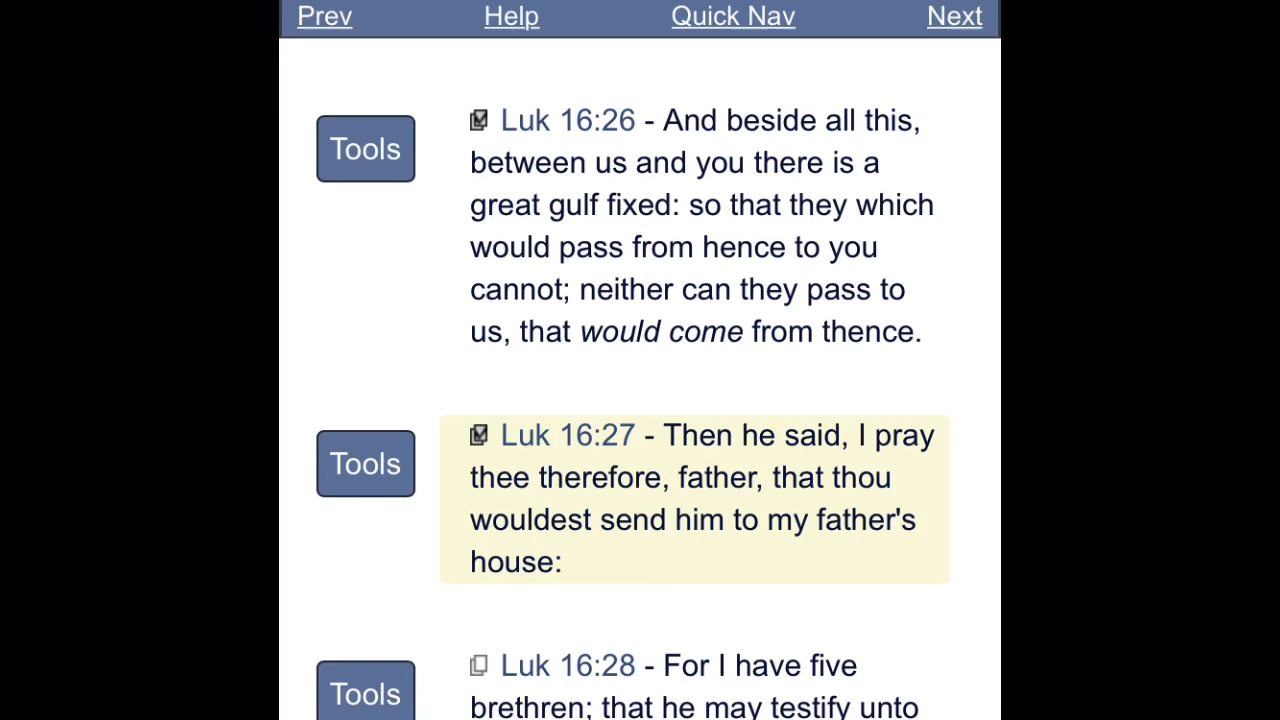 Prev Help Quick Nav Next
Tools
Luk 16:26 - And beside all this,
between us and you there is a
great gulf fixed: so that they which
would pass from hence to you
cannot; neither can they pass to
us, that would come from thence.
Tools
Luk 16:27 - Then he said, I pray
thee therefore, father, that thou
wouldest send him to my father's
house:
Tools
Luk 16:28 - For I have five
brethren; that he may testify unto